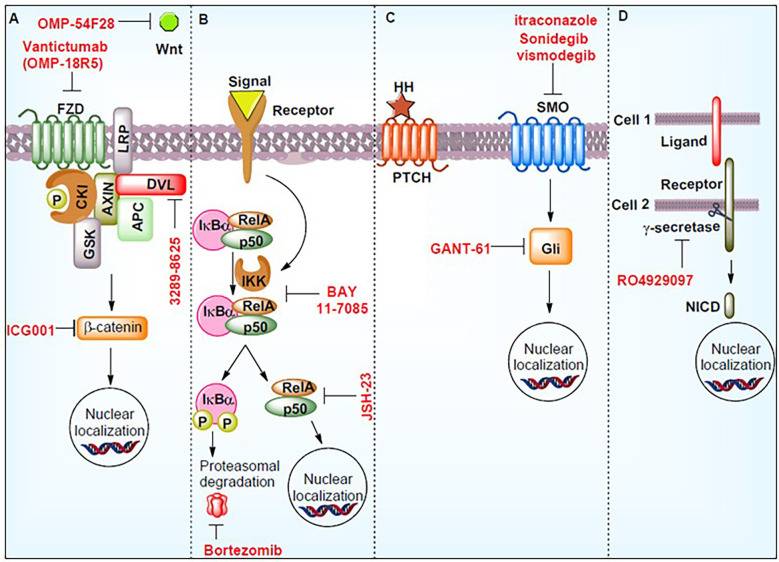 A
OMP-54F28
Wnt
Vantictumab
(OMP-18R5)
FZD
LRP
CKI
P
AXIN
DVL
APC
GSK
3289-8625
ICG001
β-catenin
Nuclear
localization
B
Signal
Receptor
IκBα
RelA
p50
IKK
IκBα
RelA
p50
BAY
11-7085
IκBα
P P
RelA
p50
JSH-23
Proteasomal
degradation
Nuclear
localization
Bortezomib
C
itraconazole
Sonidegib
vismodegib
HH
SMO
PTCH
GANT-61
Gli
Nuclear
localization
D
Cell 1
Ligand
Receptor
Cell 2
γ-secretase
RO4929097
NICD
Nuclear
localization